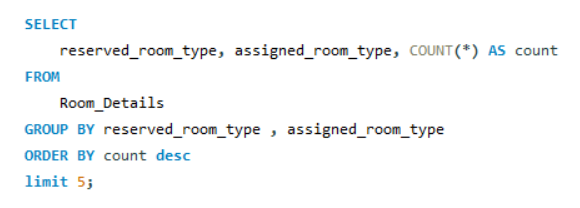 SELECT
reserved_room_type, assigned_room_type, COUNT(*) AS count
FROM
Room_Details
GROUP BY reserved_room_type , assigned_room_type
ORDER BY count desc
limit 5;